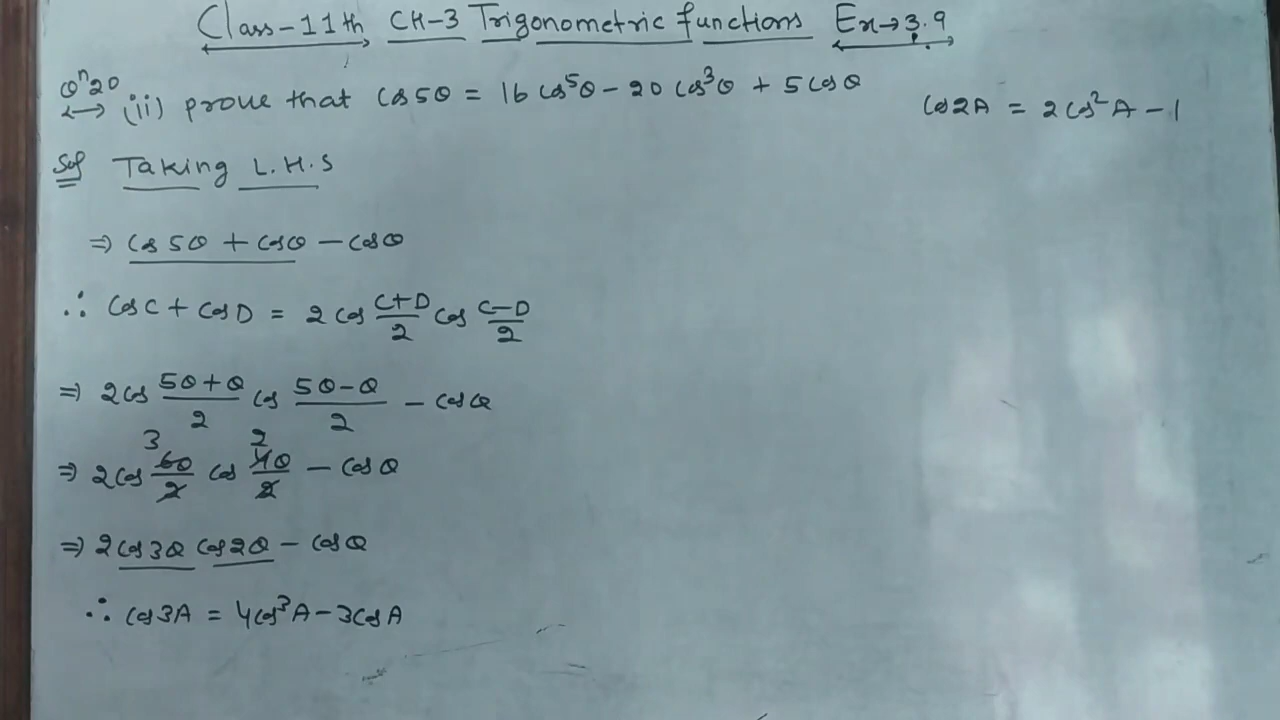 Class-11th CH-3 Trigonometric functions Ex→3.9
Qⁿ20 (ii) prove that cos5θ = 16cos⁵θ - 20cos³θ + 5cosθ
cos2A = 2cos²A - 1
Sol Taking L.H.S
⇒ cos5θ + cosθ - cosθ
∴ cosC + cosD = 2cos (C+D)/2 cos (C-D)/2
⇒ 2cos (5θ+θ)/2 cos (5θ-θ)/2 - cosθ
3 2
⇒ 2cos 6θ/2 cos 4θ/2 - cosθ
⇒ 2cos3θ cos2θ - cosθ
∴ cos3A = 4cos³A - 3cosA